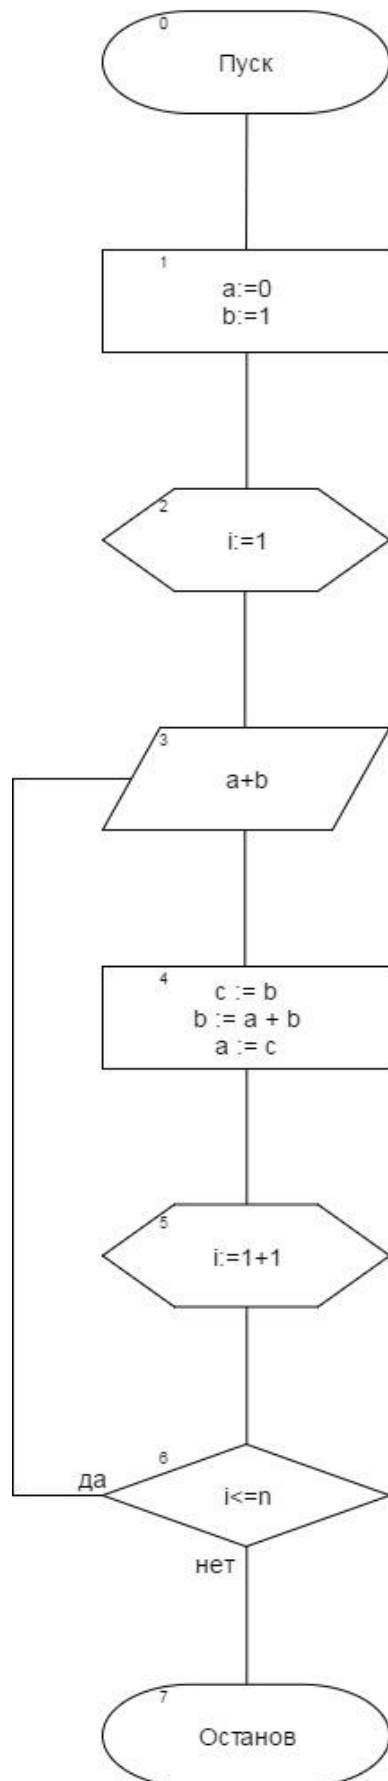 0
Пуск
1
a:=0
b:=1
2
i:=1
3
a+b
4
c := b
b := a + b
a := c
5
i:=1+1
6
да
i<=n
нет
7
Останов